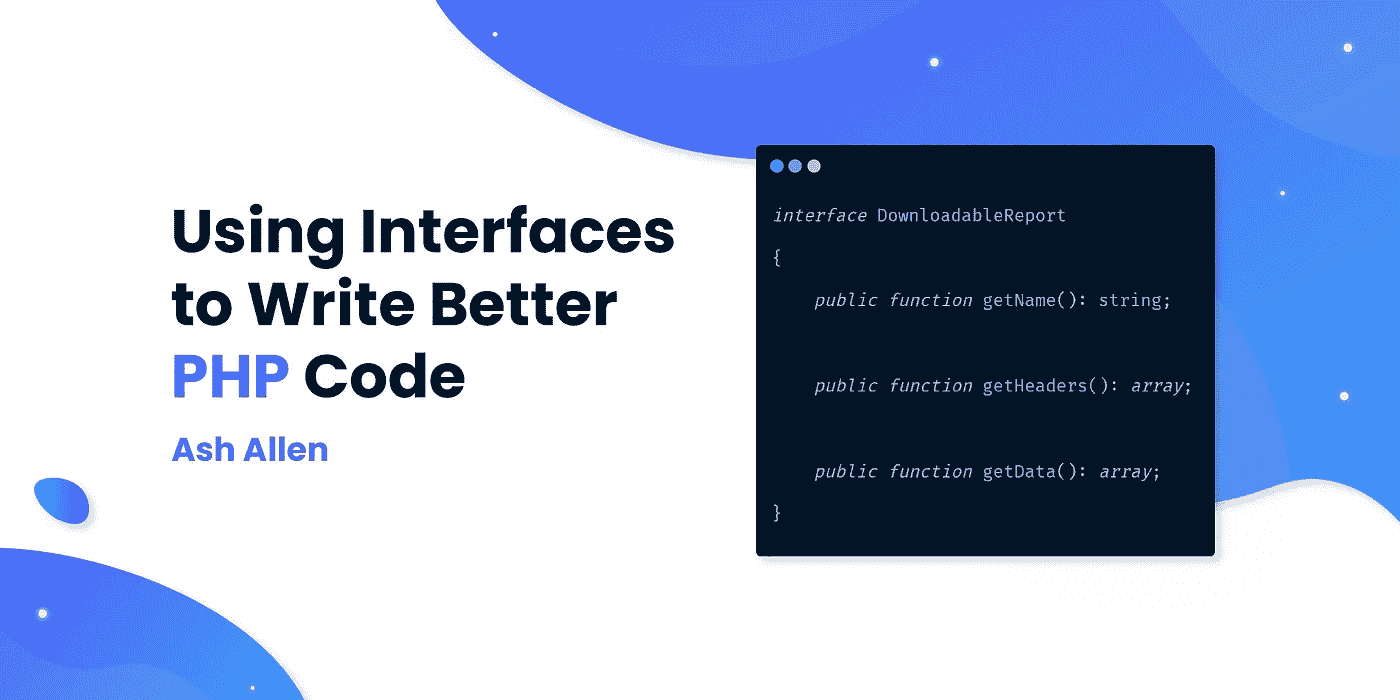 Using Interfaces
to Write Better
PHP Code
Ash Allen
interface DownloadableReport
{
    public function getName(): string;
    public function getHeaders(): array;
    public function getData(): array;
}